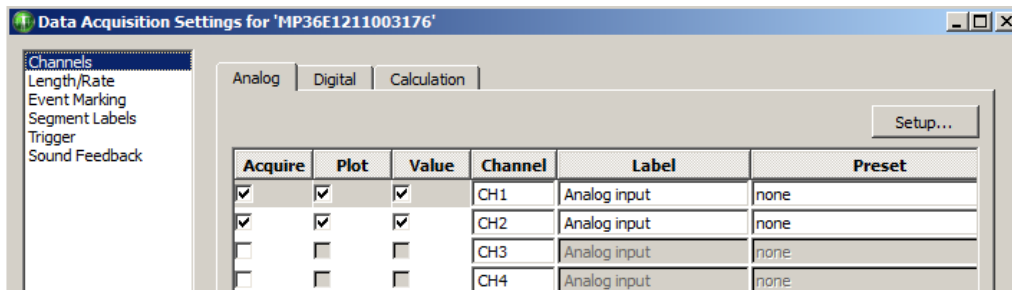 Data Acquisition Settings for 'MP36E1211003176'
Channels
Length/Rate
Event Marking
Segment Labels
Trigger
Sound Feedback
Analog Digital Calculation
Setup...
Acquire Plot Value Channel Label Preset
CH1 Analog input none
CH2 Analog input none
CH3 Analog input none
CH4 Analog input none